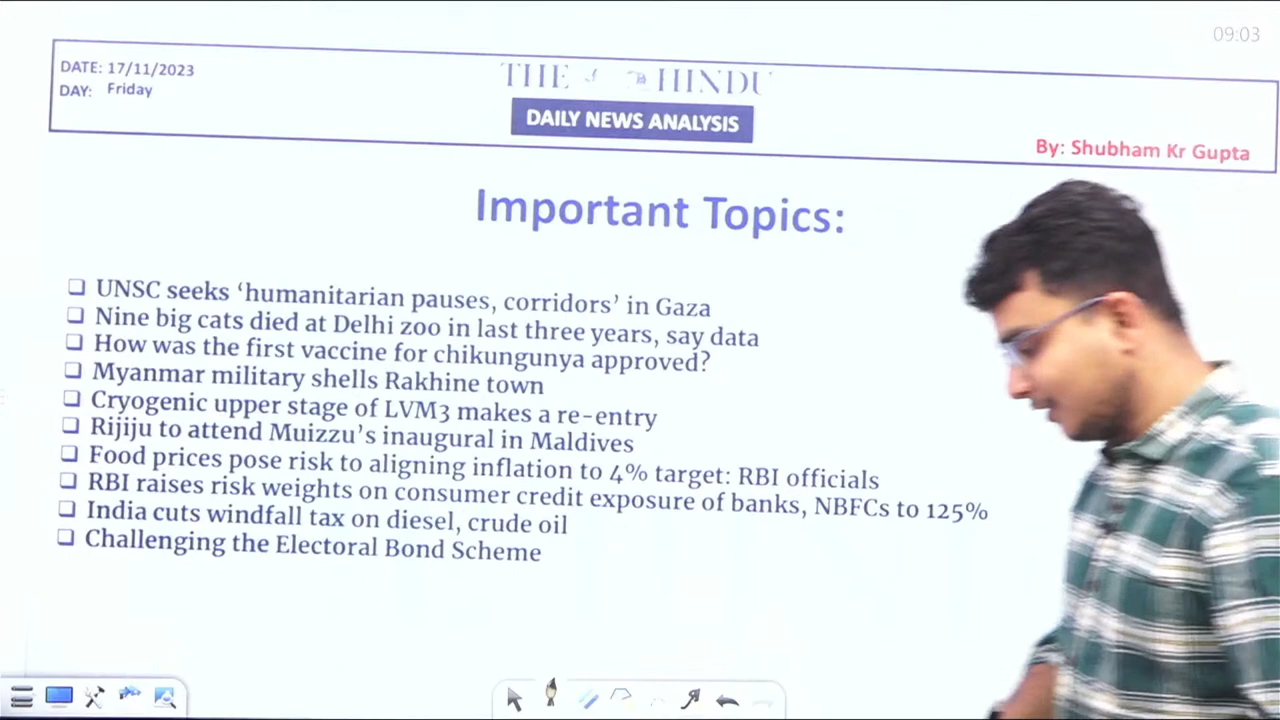 09:03
DATE: 17/11/2023
DAY: Friday
THE HINDU
DAILY NEWS ANALYSIS
By: Shubham Kr Gupta
Important Topics:
❑ UNSC seeks ‘humanitarian pauses, corridors’ in Gaza
❑ Nine big cats died at Delhi zoo in last three years, say data
❑ How was the first vaccine for chikungunya approved?
❑ Myanmar military shells Rakhine town
❑ Cryogenic upper stage of LVM3 makes a re-entry
❑ Rijiju to attend Muizzu’s inaugural in Maldives
❑ Food prices pose risk to aligning inflation to 4% target: RBI officials
❑ RBI raises risk weights on consumer credit exposure of banks, NBFCs to 125%
❑ India cuts windfall tax on diesel, crude oil
❑ Challenging the Electoral Bond Scheme